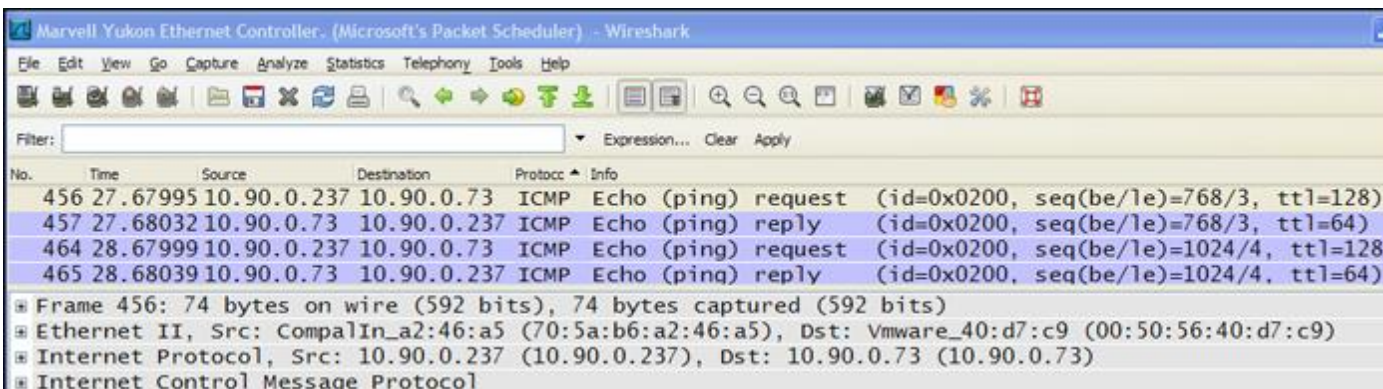 Marvell Yukon Ethernet Controller. (Microsoft's Packet Scheduler) - Wireshark
File Edit View Go Capture Analyze Statistics Telephony Tools Help
Filter: Expression... Clear Apply
No. Time Source Destination Protocc Info
456 27.67995 10.90.0.237 10.90.0.73 ICMP Echo (ping) request (id=0x0200, seq(be/le)=768/3, ttl=128)
457 27.68032 10.90.0.73 10.90.0.237 ICMP Echo (ping) reply (id=0x0200, seq(be/le)=768/3, ttl=64)
464 28.67999 10.90.0.237 10.90.0.73 ICMP Echo (ping) request (id=0x0200, seq(be/le)=1024/4, ttl=128
465 28.68039 10.90.0.73 10.90.0.237 ICMP Echo (ping) reply (id=0x0200, seq(be/le)=1024/4, ttl=64)
Frame 456: 74 bytes on wire (592 bits), 74 bytes captured (592 bits)
Ethernet II, Src: CompalIn_a2:46:a5 (70:5a:b6:a2:46:a5), Dst: Vmware_40:d7:c9 (00:50:56:40:d7:c9)
Internet Protocol, Src: 10.90.0.237 (10.90.0.237), Dst: 10.90.0.73 (10.90.0.73)
Internet Control Message Protocol